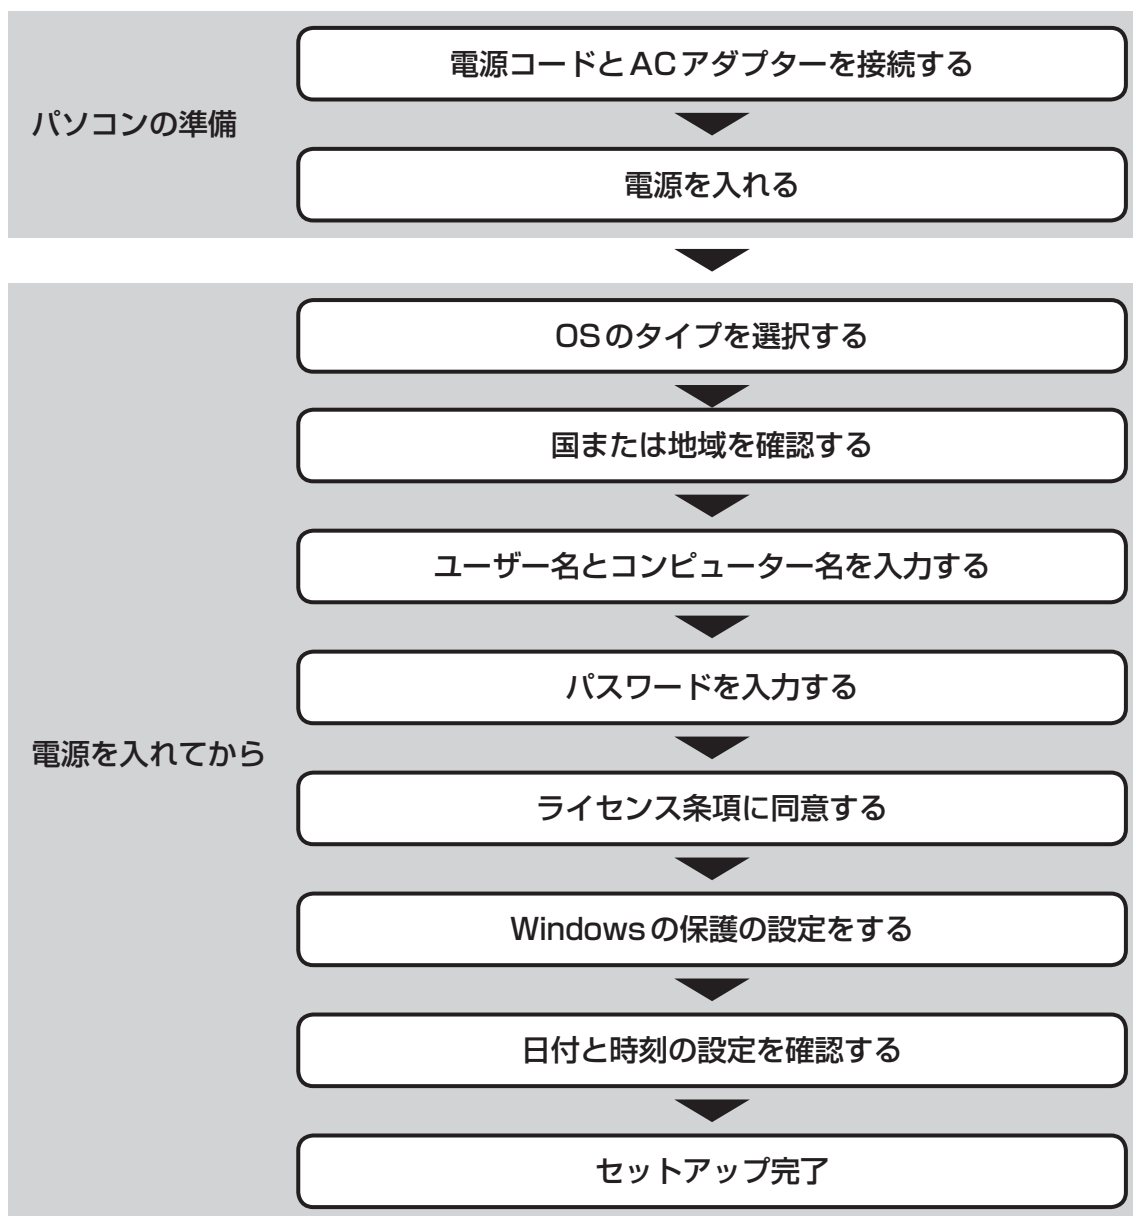 パソコンの準備
電源コードとACアダプターを接続する
電源を入れる
電源を入れてから
OSのタイプを選択する
国または地域を確認する
ユーザー名とコンピューター名を入力する
パスワードを入力する
ライセンス条項に同意する
Windowsの保護の設定をする
日付と時刻の設定を確認する
セットアップ完了